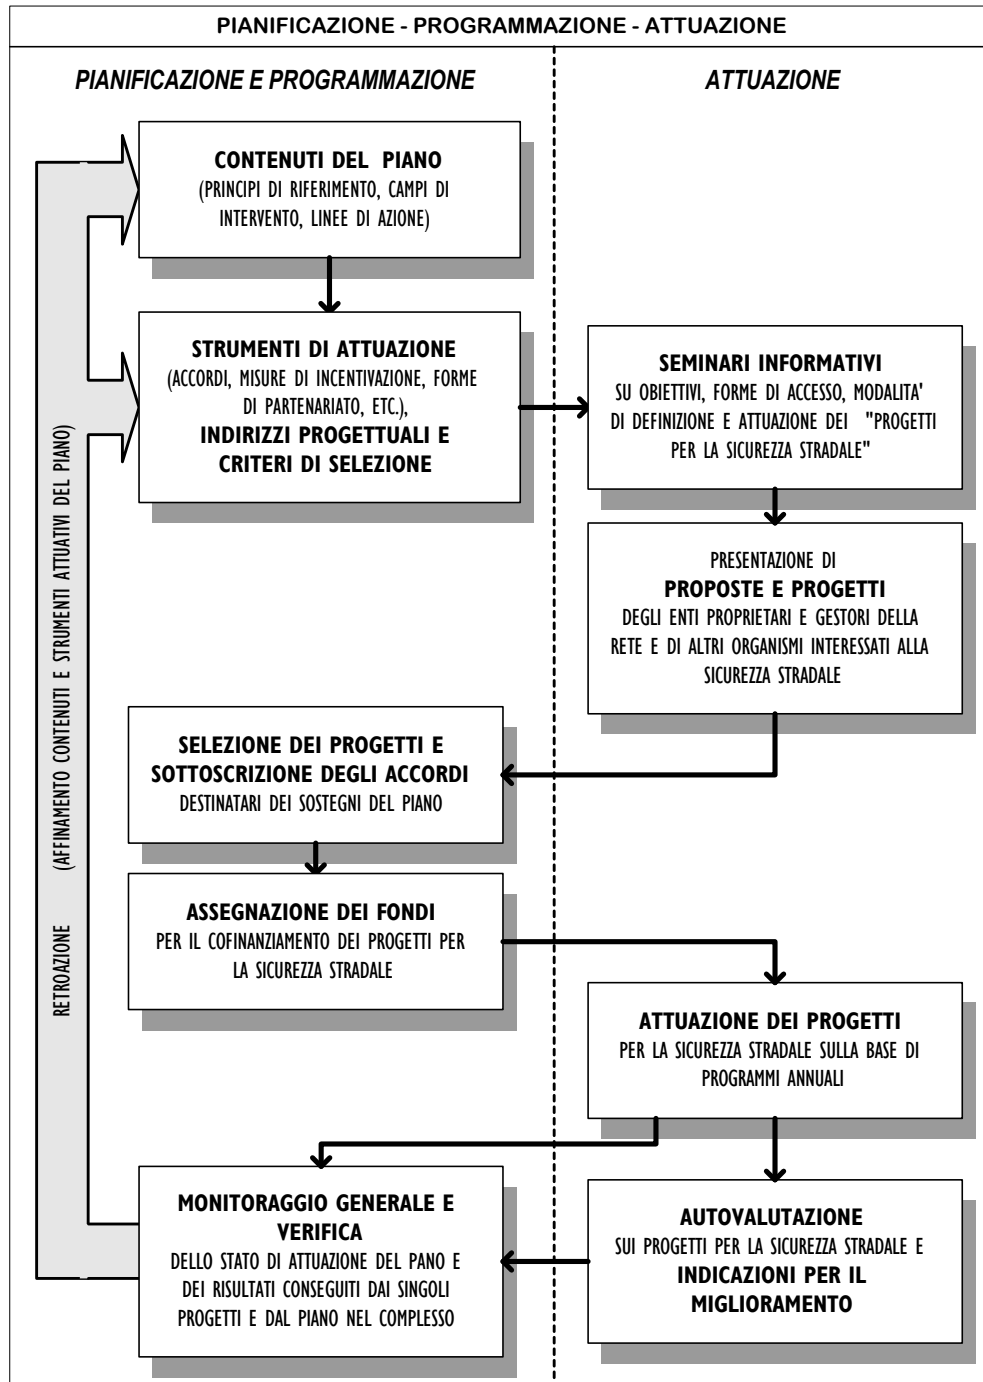 PIANIFICAZIONE - PROGRAMMAZIONE - ATTUAZIONE
PIANIFICAZIONE E PROGRAMMAZIONE
ATTUAZIONE
CONTENUTI DEL PIANO
(PRINCIPI DI RIFERIMENTO, CAMPI DI
INTERVENTO, LINEE DI AZIONE)
STRUMENTI DI ATTUAZIONE
(ACCORDI, MISURE DI INCENTIVAZIONE, FORME
DI PARTENARIATO, ETC.),
INDIRIZZI PROGETTUALI E
CRITERI DI SELEZIONE
SEMINARI INFORMATIVI
SU OBIETTIVI, FORME DI ACCESSO, MODALITA'
DI DEFINIZIONE E ATTUAZIONE DEI "PROGETTI
PER LA SICUREZZA STRADALE"
PRESENTAZIONE DI
PROPOSTE E PROGETTI
DEGLI ENTI PROPRIETARI E GESTORI DELLA
RETE E DI ALTRI ORGANISMI INTERESSATI ALLA
SICUREZZA STRADALE
SELEZIONE DEI PROGETTI E
SOTTOSCRIZIONE DEGLI ACCORDI
DESTINATARI DEI SOSTEGNI DEL PIANO
ASSEGNAZIONE DEI FONDI
PER IL COFINANZIAMENTO DEI PROGETTI PER
LA SICUREZZA STRADALE
ATTUAZIONE DEI PROGETTI
PER LA SICUREZZA STRADALE SULLA BASE DI
PROGRAMMI ANNUALI
MONITORAGGIO GENERALE E
VERIFICA
DELLO STATO DI ATTUAZIONE DEL PANO E
DEI RISULTATI CONSEGUITI DAI SINGOLI
PROGETTI E DAL PIANO NEL COMPLESSO
AUTOVALUTAZIONE
SUI PROGETTI PER LA SICUREZZA STRADALE E
INDICAZIONI PER IL
MIGLIORAMENTO
RETROAZIONE (AFFINAMENTO CONTENUTI E STRUMENTI ATTUATIVI DEL PIANO)